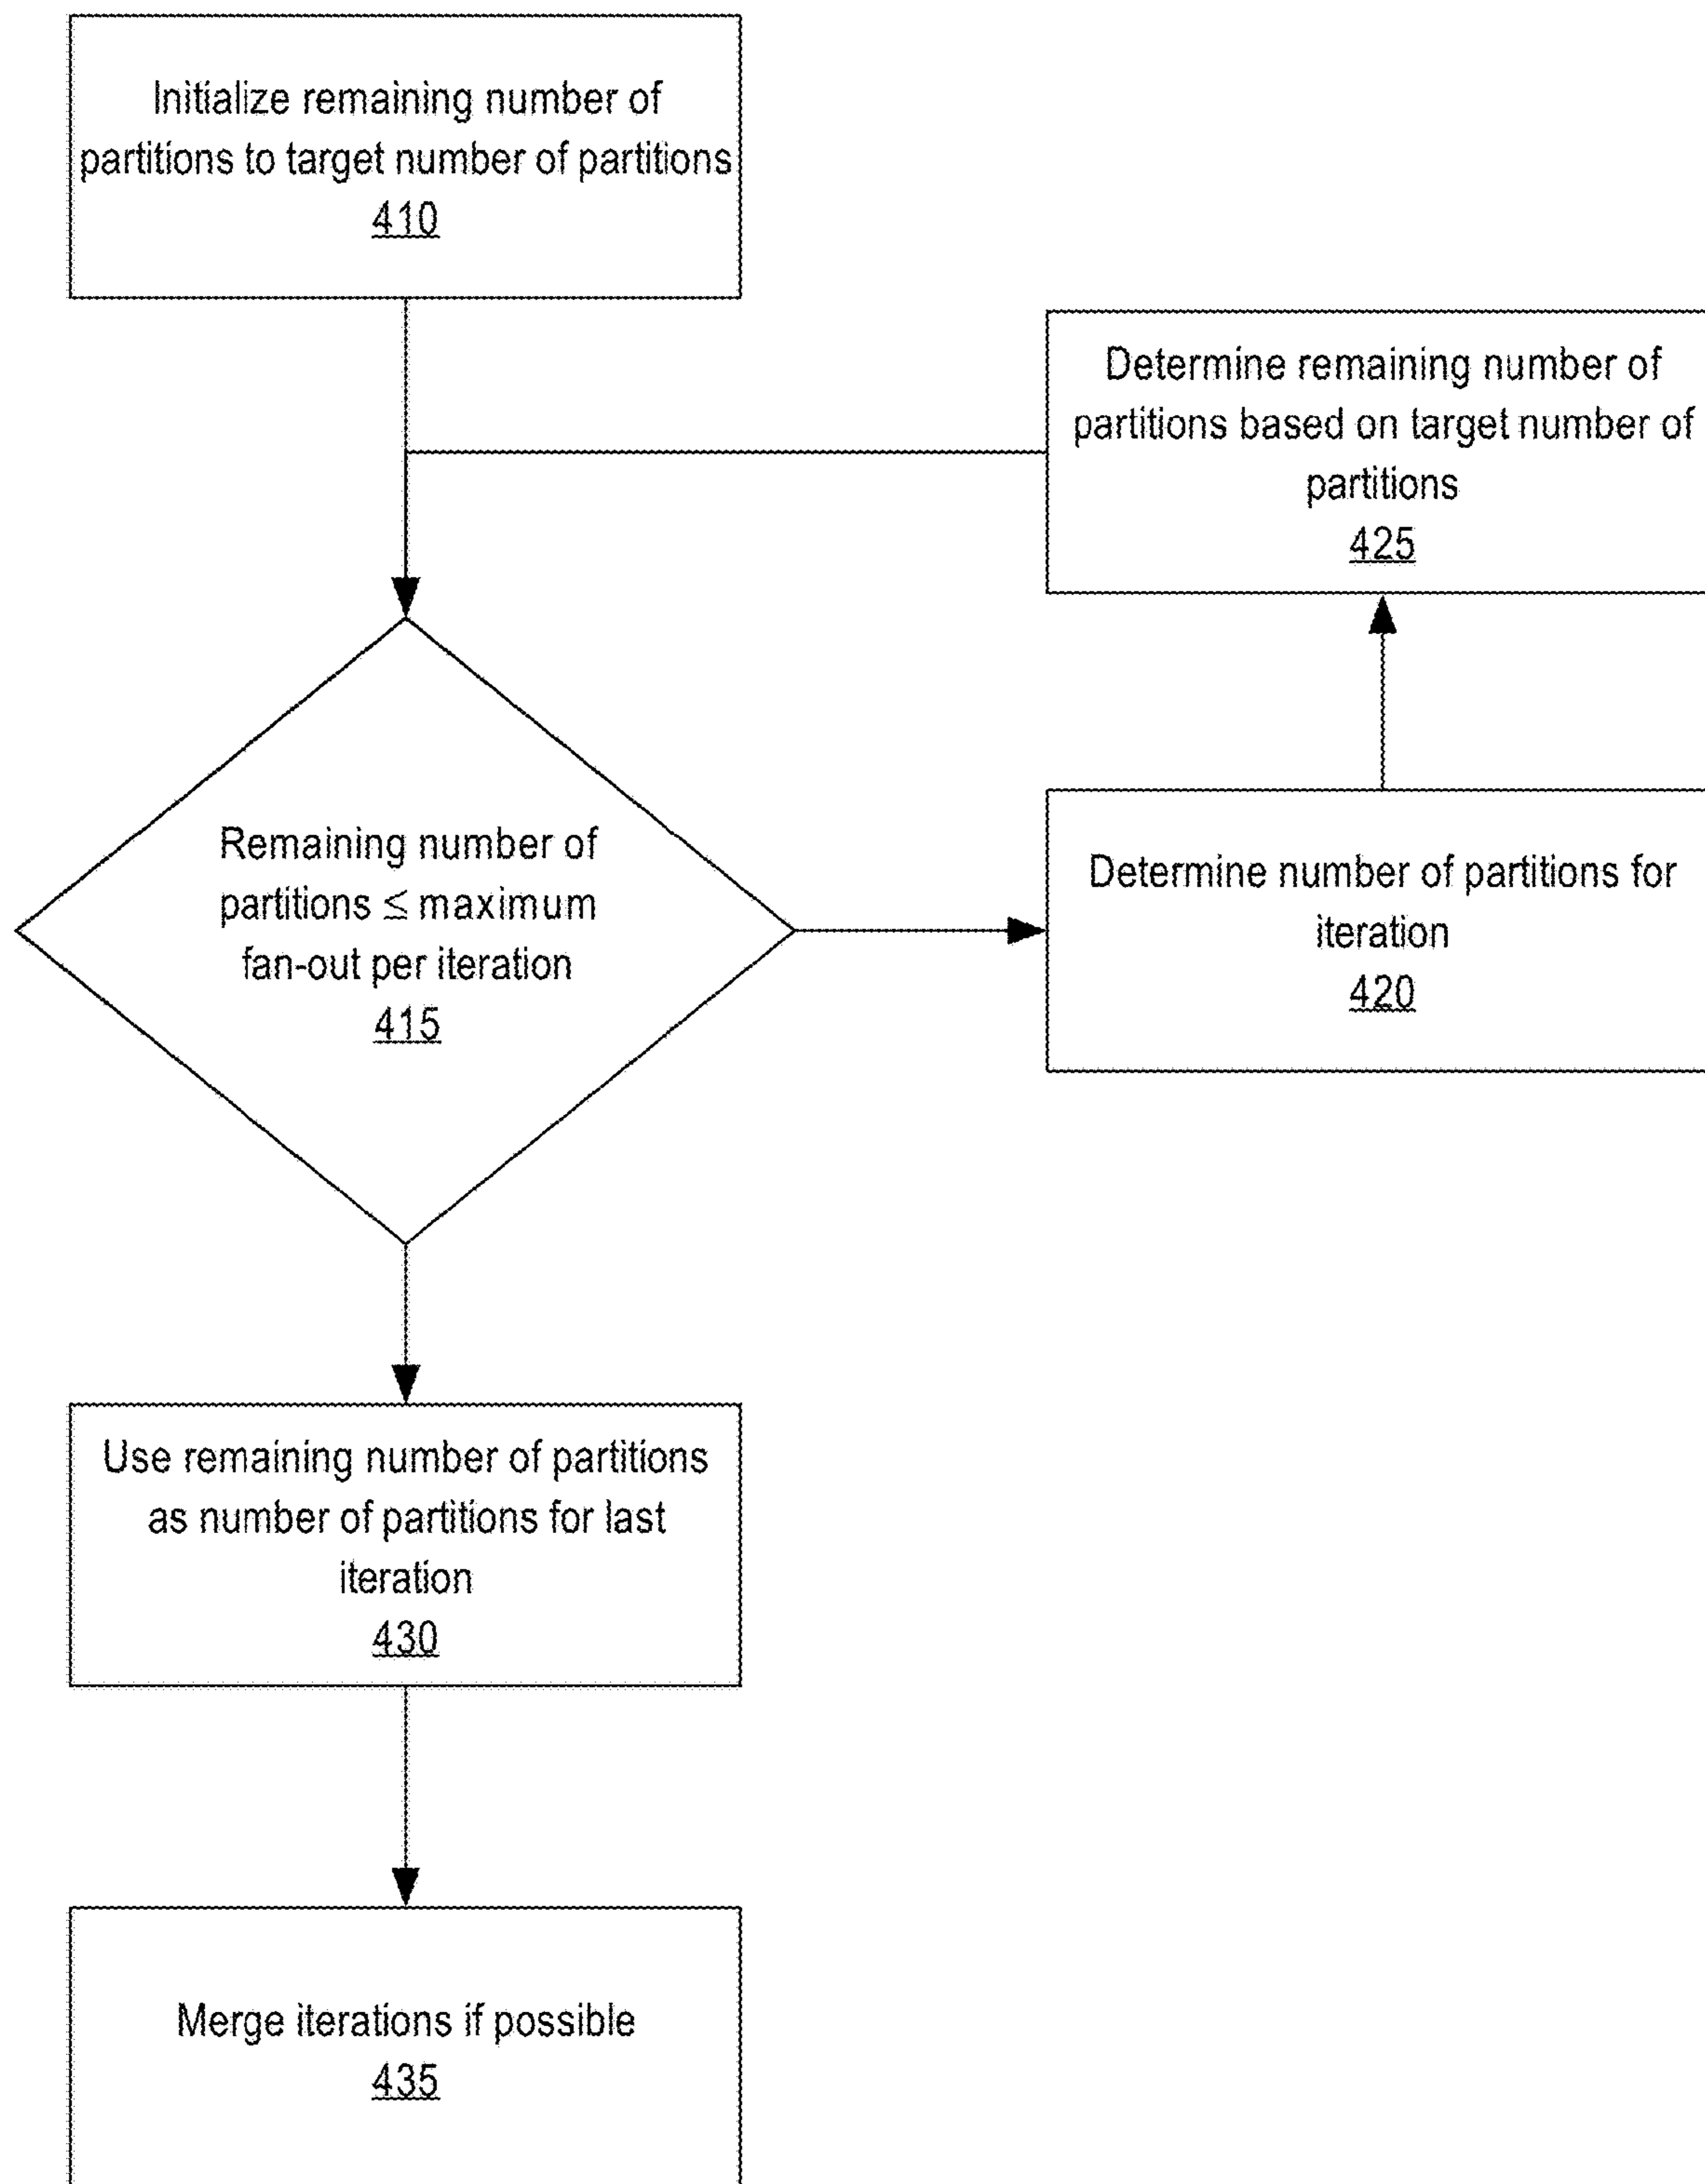 Initialize remaining number of
partitions to target number of partitions
410
Determine remaining number of
partitions based on target number of
partitions
425
Remaining number of
partitions ≤ maximum
fan-out per iteration
415
Determine number of partitions for
iteration
420
Use remaining number of partitions
as number of partitions for last
iteration
430
Merge iterations if possible
435